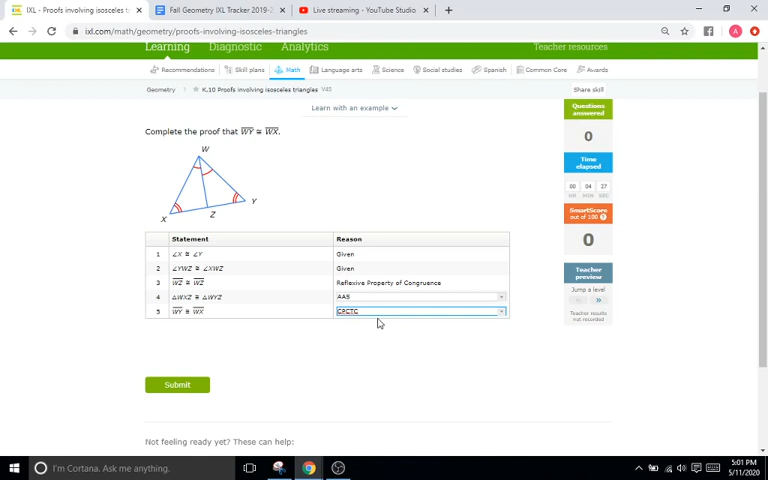 IXL - Proofs involving isosceles t
Fall Geometry IXL Tracker 2019-2
Live streaming - YouTube Studio
ixl.com/math/geometry/proofs-involving-isosceles-triangles
Learning Diagnostic Analytics Teacher resources
Recommendations Skill plans Math Language arts Science Social studies Spanish Common Core Awards
Geometry K.10 Proofs involving isosceles triangles V45 Share skill
Learn with an example
Questions answered
0
Complete the proof that WY ≅ WX.
W
X
Y
Z
Time elapsed
00 04 27
HR MIN SEC
SmartScore
out of 100 ?
0
Statement Reason
1 ∠X ≅ ∠Y Given
2 ∠YWZ ≅ ∠XWZ Given
3 WZ ≅ WZ Reflexive Property of Congruence
4 △WXZ ≅ △WYZ AAS
5 WY ≅ WX CPCTC
Teacher preview
Jump a level
Teacher results not recorded
Submit
Not feeling ready yet? These can help:
I'm Cortana. Ask me anything.
5:01 PM
5/11/2020